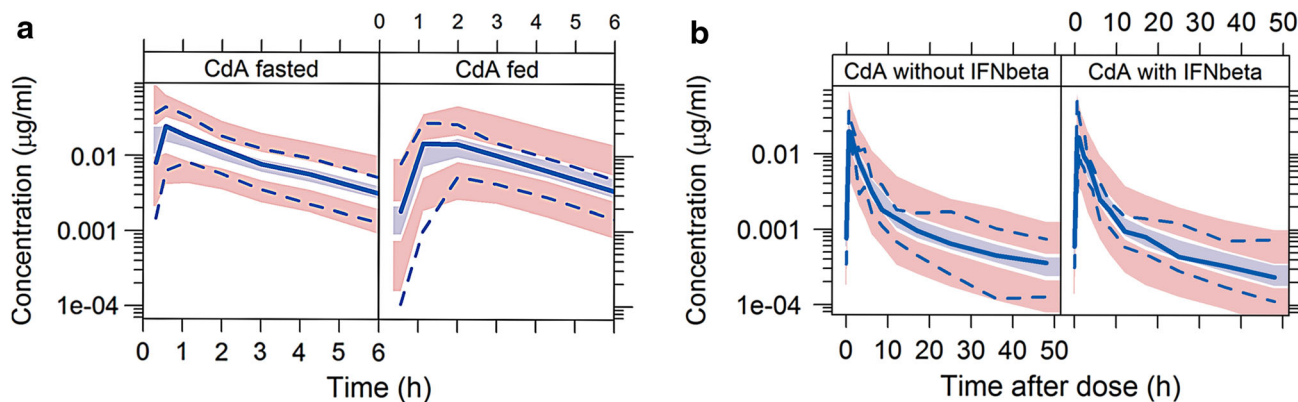 a
0 1 2 3 4 5 6
CdA fasted
CdA fed
Concentration (µg/ml)
0.01
0.001
1e-04
0 1 2 3 4 5 6
Time (h)
b
0 10 20 30 40 50
CdA without IFNbeta
CdA with IFNbeta
Concentration (µg/ml)
0.01
0.001
1e-04
0 10 20 30 40 50
Time after dose (h)